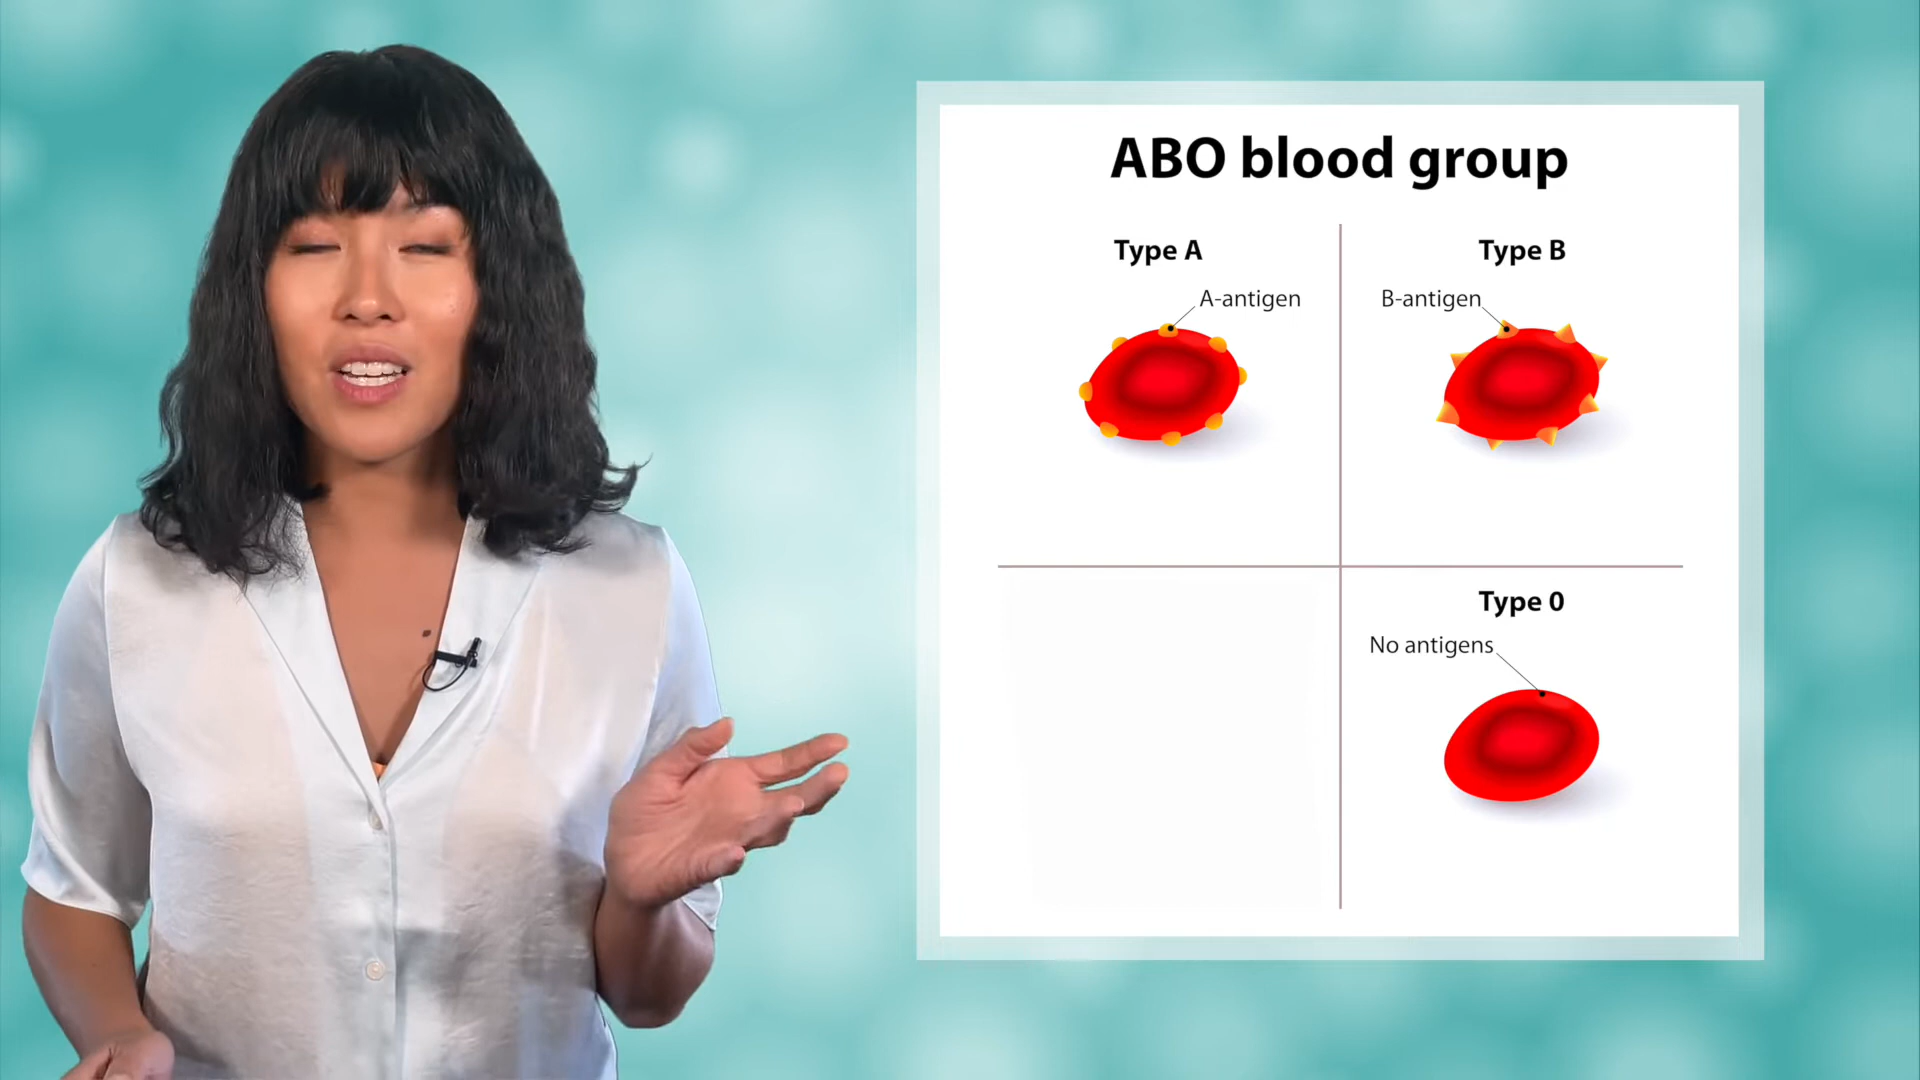 ABO blood group
Type A
Type B
A-antigen
B-antigen
Type 0
No antigens